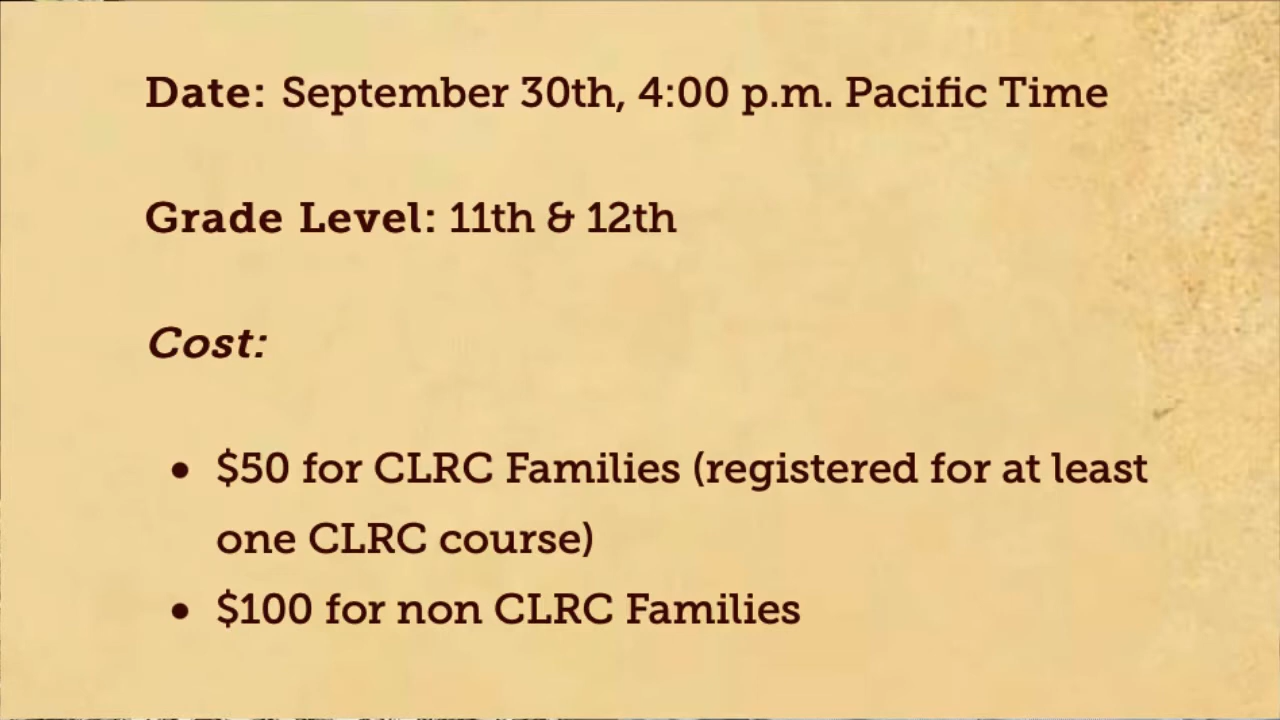 Date: September 30th, 4:00 p.m. Pacific Time
Grade Level: 11th & 12th
Cost:
• $50 for CLRC Families (registered for at least
one CLRC course)
• $100 for non CLRC Families